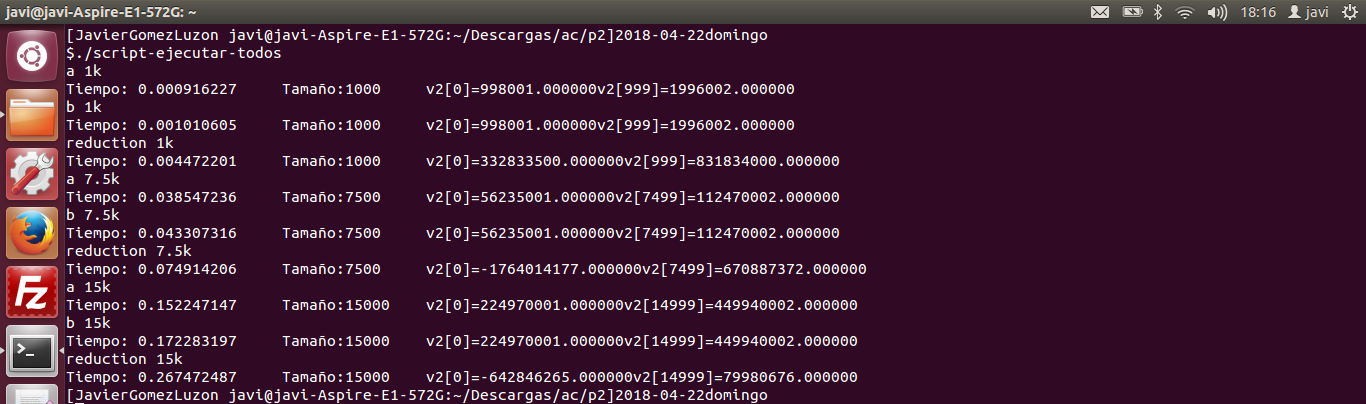 javi@javi-Aspire-E1-572G: ~ 18:16 javi
[JavierGomezLuzon javi@javi-Aspire-E1-572G:~/Descargas/ac/p2]2018-04-22domingo
$./script-ejecutar-todos
a 1k
Tiempo: 0.000916227 Tamaño:1000 v2[0]=998001.000000v2[999]=1996002.000000
b 1k
Tiempo: 0.001010605 Tamaño:1000 v2[0]=998001.000000v2[999]=1996002.000000
reduction 1k
Tiempo: 0.004472201 Tamaño:1000 v2[0]=332833500.000000v2[999]=831834000.000000
a 7.5k
Tiempo: 0.038547236 Tamaño:7500 v2[0]=56235001.000000v2[7499]=112470002.000000
b 7.5k
Tiempo: 0.043307316 Tamaño:7500 v2[0]=56235001.000000v2[7499]=112470002.000000
reduction 7.5k
Tiempo: 0.074914206 Tamaño:7500 v2[0]=-1764014177.000000v2[7499]=670887372.000000
a 15k
Tiempo: 0.152247147 Tamaño:15000 v2[0]=224970001.000000v2[14999]=449940002.000000
b 15k
Tiempo: 0.172283197 Tamaño:15000 v2[0]=224970001.000000v2[14999]=449940002.000000
reduction 15k
Tiempo: 0.267472487 Tamaño:15000 v2[0]=-642846265.000000v2[14999]=79980676.000000
[JavierGomezLuzon javi@javi-Aspire-E1-572G:~/Descargas/ac/p2]2018-04-22domingo
Fz
>_